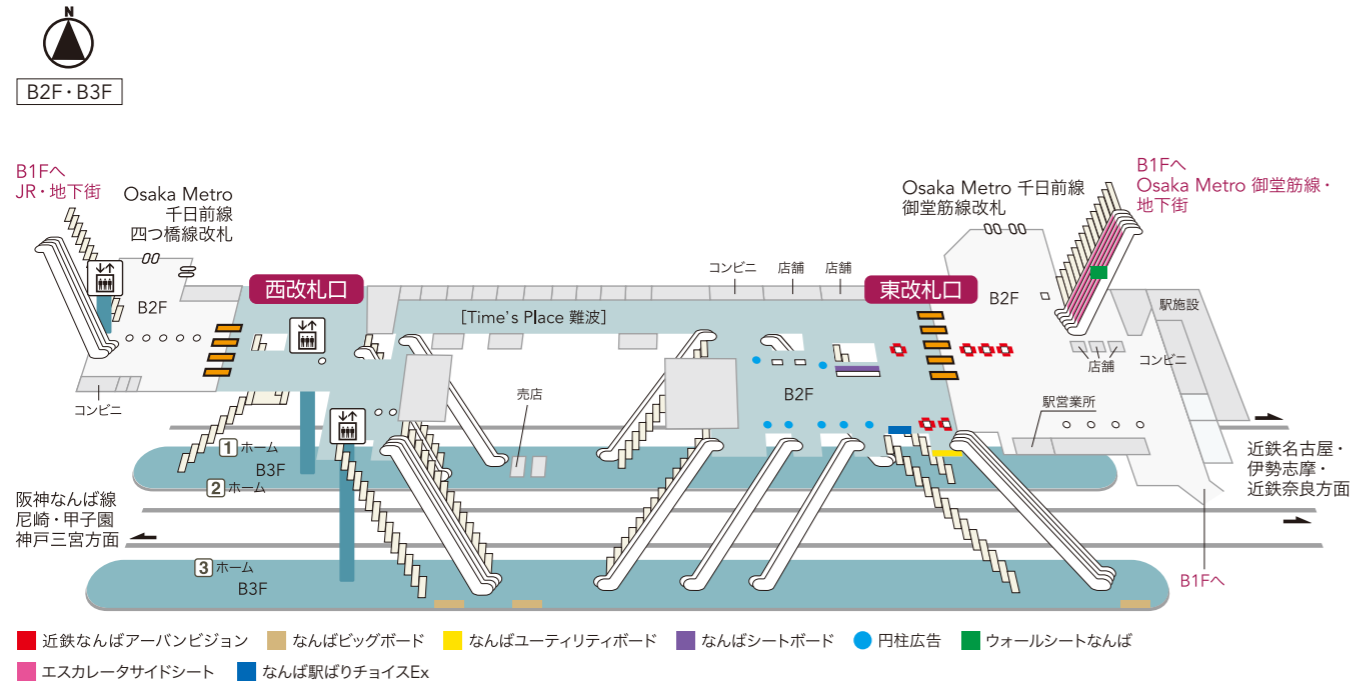 N
B2F・B3F
B1Fへ
JR・地下街
Osaka Metro
千日前線
四つ橋線改札
B2F
西改札口
[Time's Place 難波]
コンビニ
店舗
店舗
東改札口
Osaka Metro 千日前線
御堂筋線改札
B2F
B1Fへ
Osaka Metro 御堂筋線・
地下街
駅施設
コンビニ
店舗
コンビニ
売店
B2F
駅営業所
1 ホーム
B3F
2 ホーム
近鉄名古屋・
伊勢志摩・
近鉄奈良方面
阪神なんば線
尼崎・甲子園
神戸三宮方面
3 ホーム
B3F
B1Fへ
近鉄なんばアーバンビジョン
なんばビッグボード
なんばユーティリティボード
なんばシートボード
円柱広告
ウォールシートなんば
エスカレータサイドシート
なんば駅ばりチョイスEx